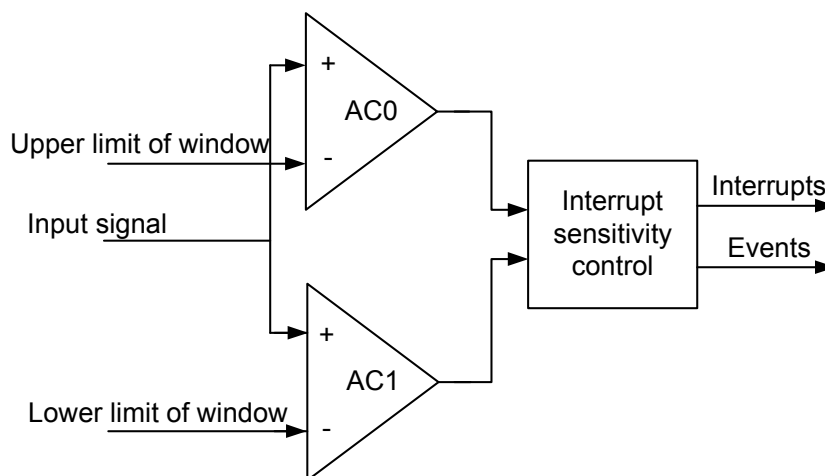 +
AC0
Upper limit of window
-
Input signal
Interrupt
sensitivity
control
Interrupts
Events
+
AC1
Lower limit of window
-